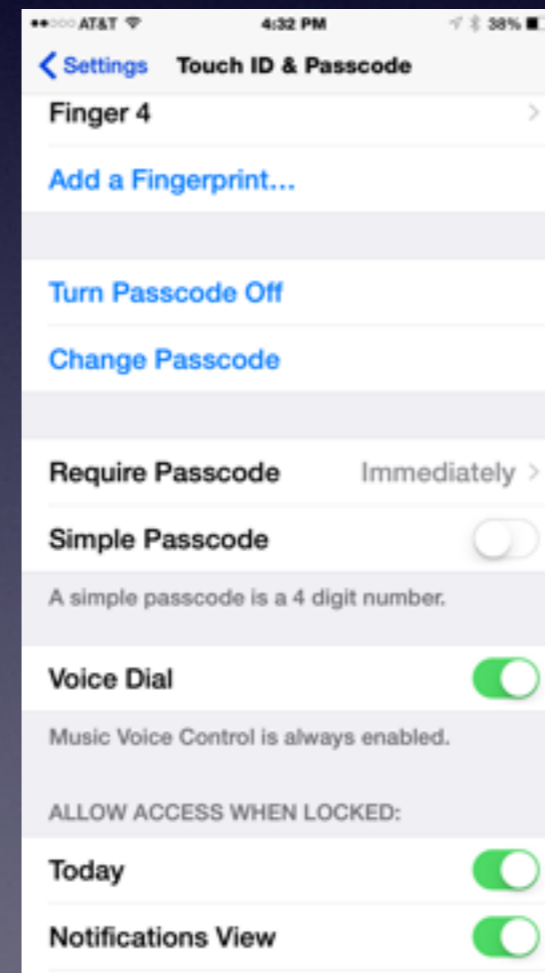 AT&T 4:32 PM 38%
Settings Touch ID & Passcode
Finger 4
Add a Fingerprint...
Turn Passcode Off
Change Passcode
Require Passcode Immediately
Simple Passcode
A simple passcode is a 4 digit number.
Voice Dial
Music Voice Control is always enabled.
ALLOW ACCESS WHEN LOCKED:
Today
Notifications View